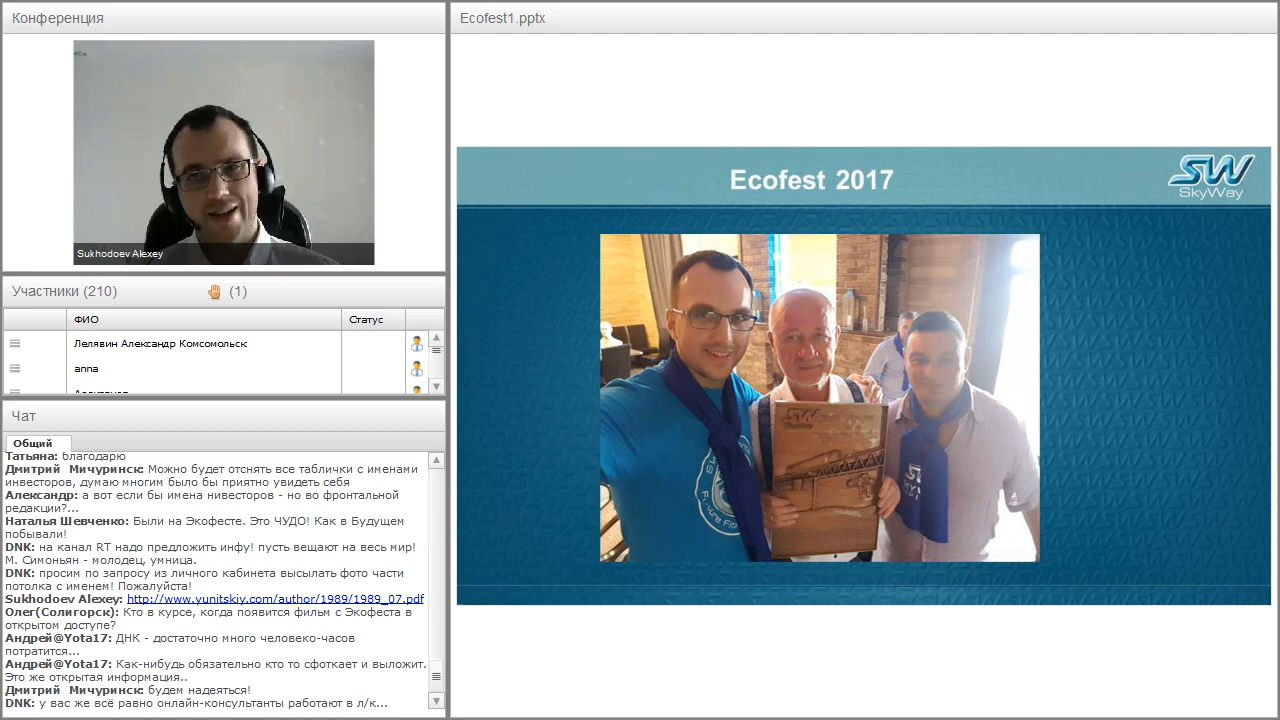 Конференция
Sukhodoev Alexey
Участники (210)
(1)
ФИО
Статус
Лелявин Александр Комсомольск
anna
Чат
Общий
Татьяна: благодарю
Дмитрий Мичуринск: Можно будет отснять все таблички с именами
инвесторов, думаю многим было бы приятно увидеть себя
Александр: а вот если бы имена нивесторов - но во фронтальной
редакции?...
Наталья Шевченко: Были на Экофесте. Это ЧУДО! Как в Будущем
побывали!
DNK: на канал RT надо предложить инфу! пусть вещают на весь мир!
М. Симоньян - молодец, умница.
DNK: просим по запросу из личного кабинета высылать фото части
потолка с именем! Пожалуйста!
Sukhodoev Alexey: http://www.yunitskiy.com/author/1989/1989_07.pdf
Олег(Солигорск): Кто в курсе, когда появится фильм с Экофеста в
открытом доступе?
Андрей@Yota17: ДНК - достаточно много человеко-часов
потратится...
Андрей@Yota17: Как-нибудь обязательно кто то сфоткает и выложит.
Это же открытая информация..
Дмитрий Мичуринск: будем надеяться!
DNK: у вас же всё равно онлайн-консультанты работают в л/к...
Ecofest1.pptx
Ecofest 2017
SW
SkyWay
SW
SkyWay